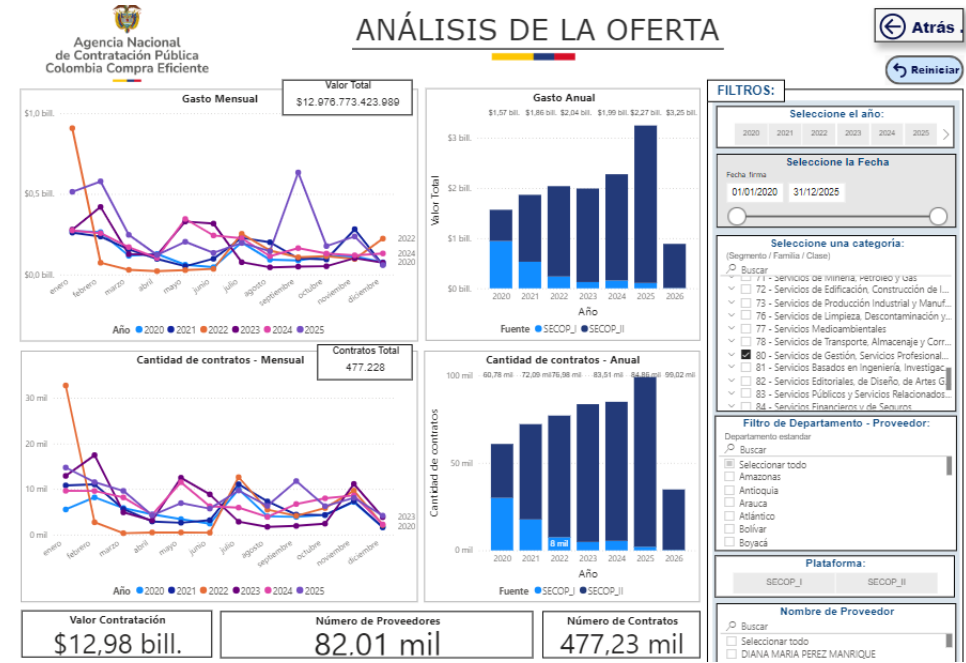 Agencia Nacional
de Contratación Pública
Colombia Compra Eficiente
ANÁLISIS DE LA OFERTA
Atrás .
Reiniciar
Gasto Mensual
Valor Total
$12.976.773.423.989
$1,0 bill.
$0,5 bill.
$0,0 bill.
2022
2024
2020
enero febrero marzo abril mayo junio julio agosto septiembre octubre noviembre diciembre
Año 2020 2021 2022 2023 2024 2025
Gasto Anual
$1,57 bill. $1,86 bill. $2,04 bill. $1,99 bill. $2,27 bill. $3,25 bill.
Valor Total
$3 bill.
$2 bill.
$1 bill.
$0 bill.
2020 2021 2022 2023 2024 2025 2026
Año
Fuente SECOP_I SECOP_II
Cantidad de contratos - Mensual
Contratos Total
477.228
30 mil
20 mil
10 mil
0 mil
2023
2020
enero febrero marzo abril mayo junio julio agosto septiembre octubre noviembre diciembre
Año 2020 2021 2022 2023 2024 2025
Cantidad de contratos - Anual
100 mil 60,78 mil 72,09 mil 76,98 mil 83,51 mil 84,86 mil 99,02 mil
Cantidad de contratos
50 mil
0 mil
8 mil
2020 2021 2022 2023 2024 2025 2026
Año
Fuente SECOP_I SECOP_II
Valor Contratación
$12,98 bill.
Número de Proveedores
82,01 mil
Número de Contratos
477,23 mil
FILTROS:
Seleccione el año:
2020 2021 2022 2023 2024 2025
Seleccione la Fecha
Fecha firma
01/01/2020 31/12/2025
Seleccione una categoría:
(Segmento / Familia / Clase)
Buscar
71 - Servicios de Minería, Petróleo y Gas
72 - Servicios de Edificación, Construcción de I...
73 - Servicios de Producción Industrial y Manuf...
76 - Servicios de Limpieza, Descontaminación y...
77 - Servicios Medioambientales
78 - Servicios de Transporte, Almacenaje y Corr...
80 - Servicios de Gestión, Servicios Profesional...
81 - Servicios Basados en Ingeniería, Investigac...
82 - Servicios Editoriales, de Diseño, de Artes G...
83 - Servicios Públicos y Servicios Relacionados...
84 - Servicios Financieros y de Seguros
Filtro de Departamento - Proveedor:
Departamento estandar
Buscar
Seleccionar todo
Amazonas
Antioquia
Arauca
Atlántico
Bolívar
Boyacá
Plataforma:
SECOP_I SECOP_II
Nombre de Proveedor
Buscar
Seleccionar todo
DIANA MARIA PEREZ MANRIQUE